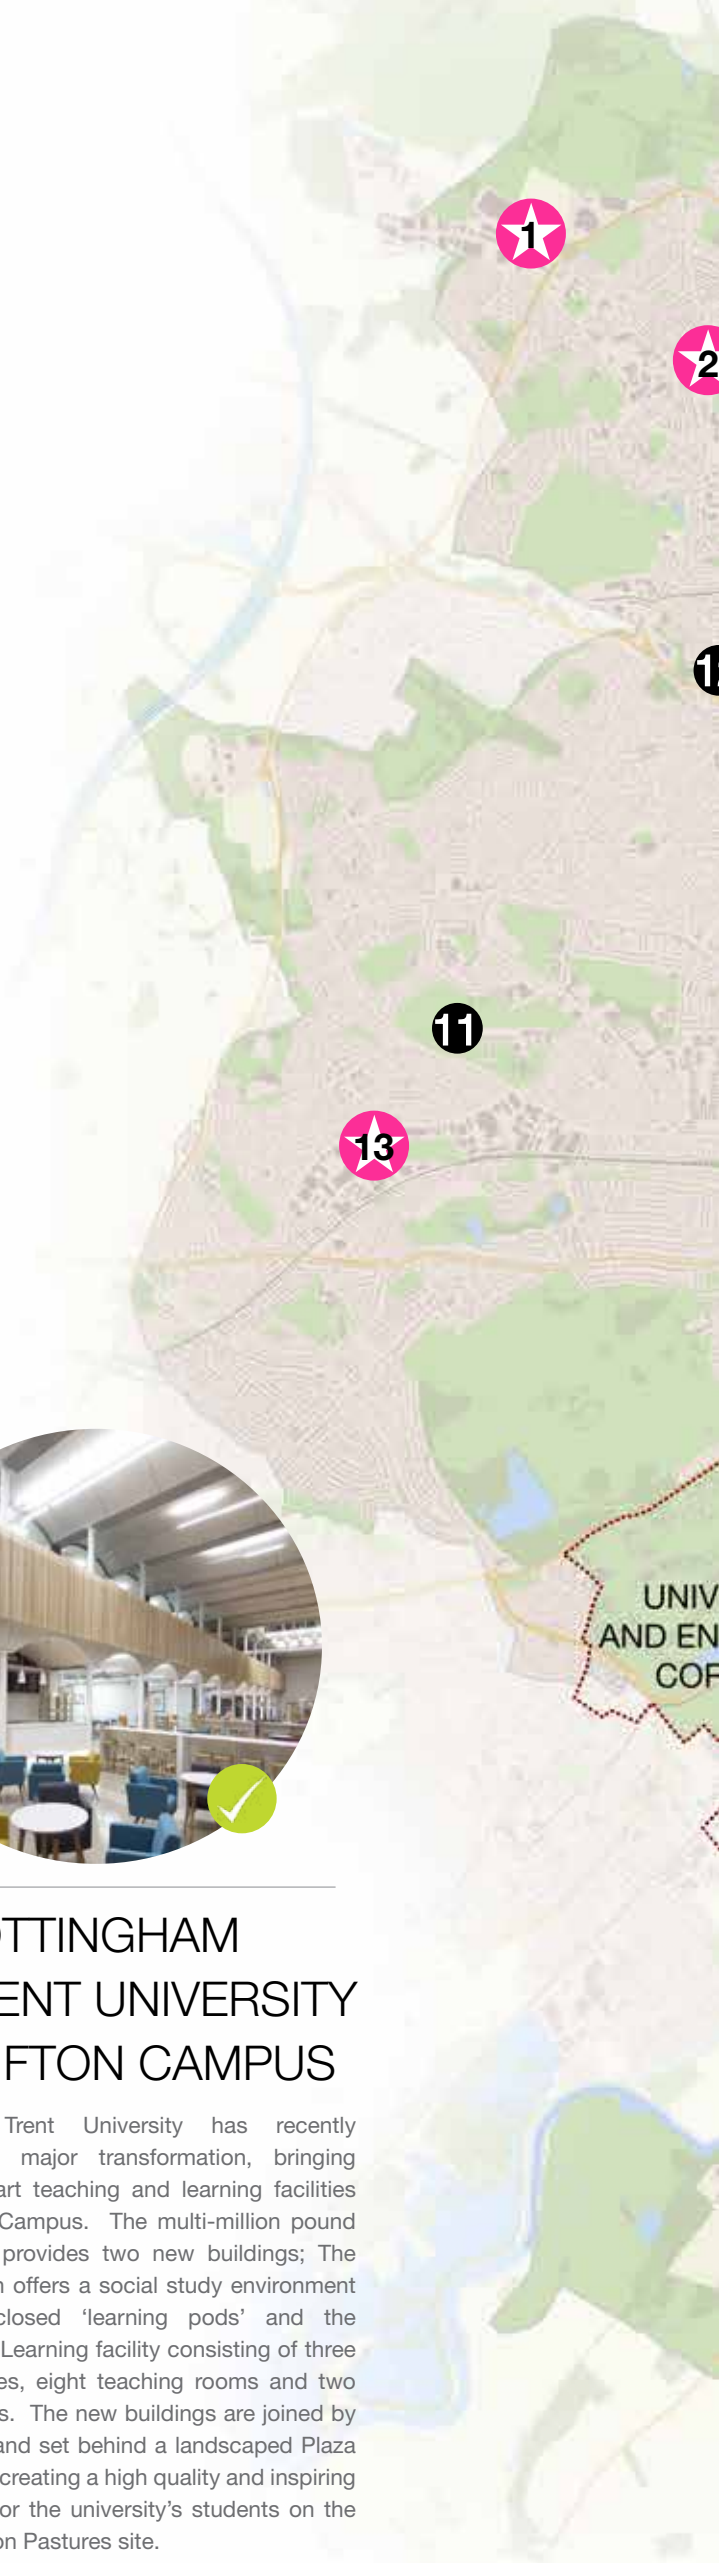 1
2
12
11
13
UNIV
AND EN
COR
OTTINGHAM
ENT UNIVERSITY
IFTON CAMPUS
Trent University has recently
major transformation, bringing
art teaching and learning facilities
Campus. The multi-million pound
provides two new buildings; The
n offers a social study environment
closed ‘learning pods’ and the
Learning facility consisting of three
es, eight teaching rooms and two
s. The new buildings are joined by
and set behind a landscaped Plaza
creating a high quality and inspiring
or the university’s students on the
on Pastures site.